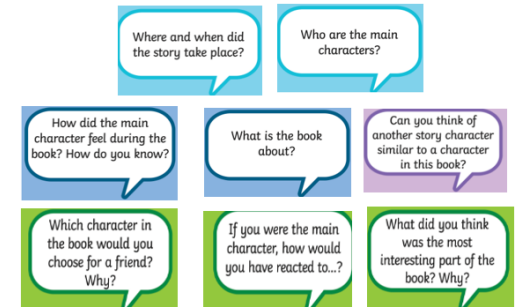 Where and when did
the story take place?
Who are the main
characters?
How did the main
character feel during the
book? How do you know?
What is the book
about?
Can you think of
another story character
similar to a character
in this book?
Which character in
the book would you
choose for a friend?
Why?
If you were the main
character, how would
you have reacted to...?
What did you think
was the most
interesting part of the
book? Why?